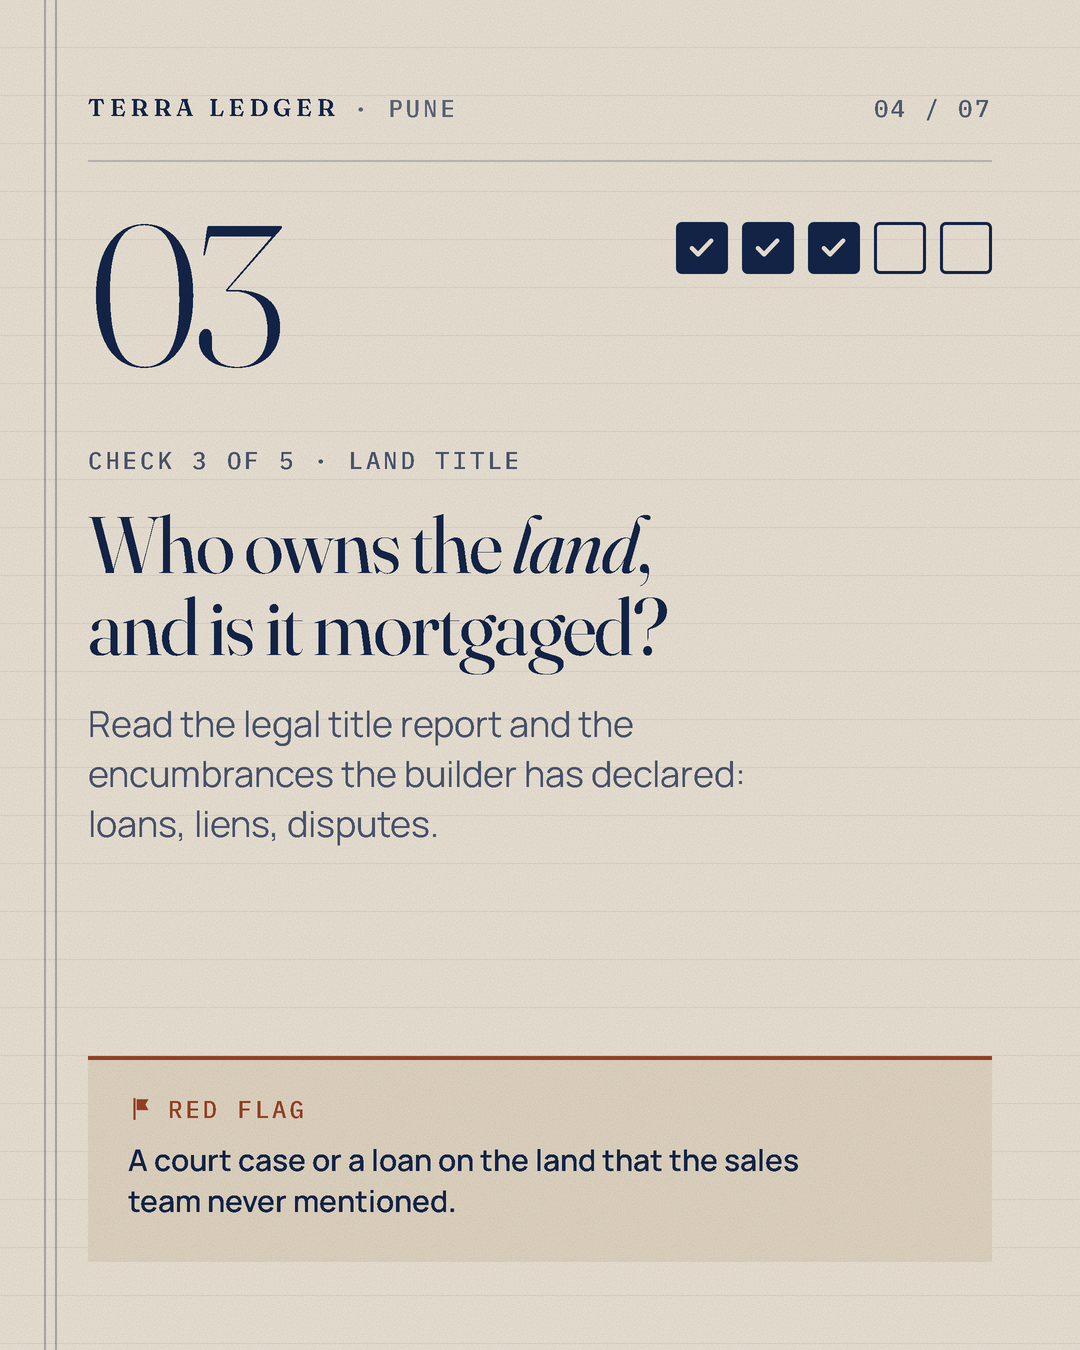 TERRA LEDGER · PUNE
04 / 07
03
CHECK 3 OF 5 · LAND TITLE
Who owns the land,
and is it mortgaged?
Read the legal title report and the
encumbrances the builder has declared:
loans, liens, disputes.
RED FLAG
A court case or a loan on the land that the sales
team never mentioned.